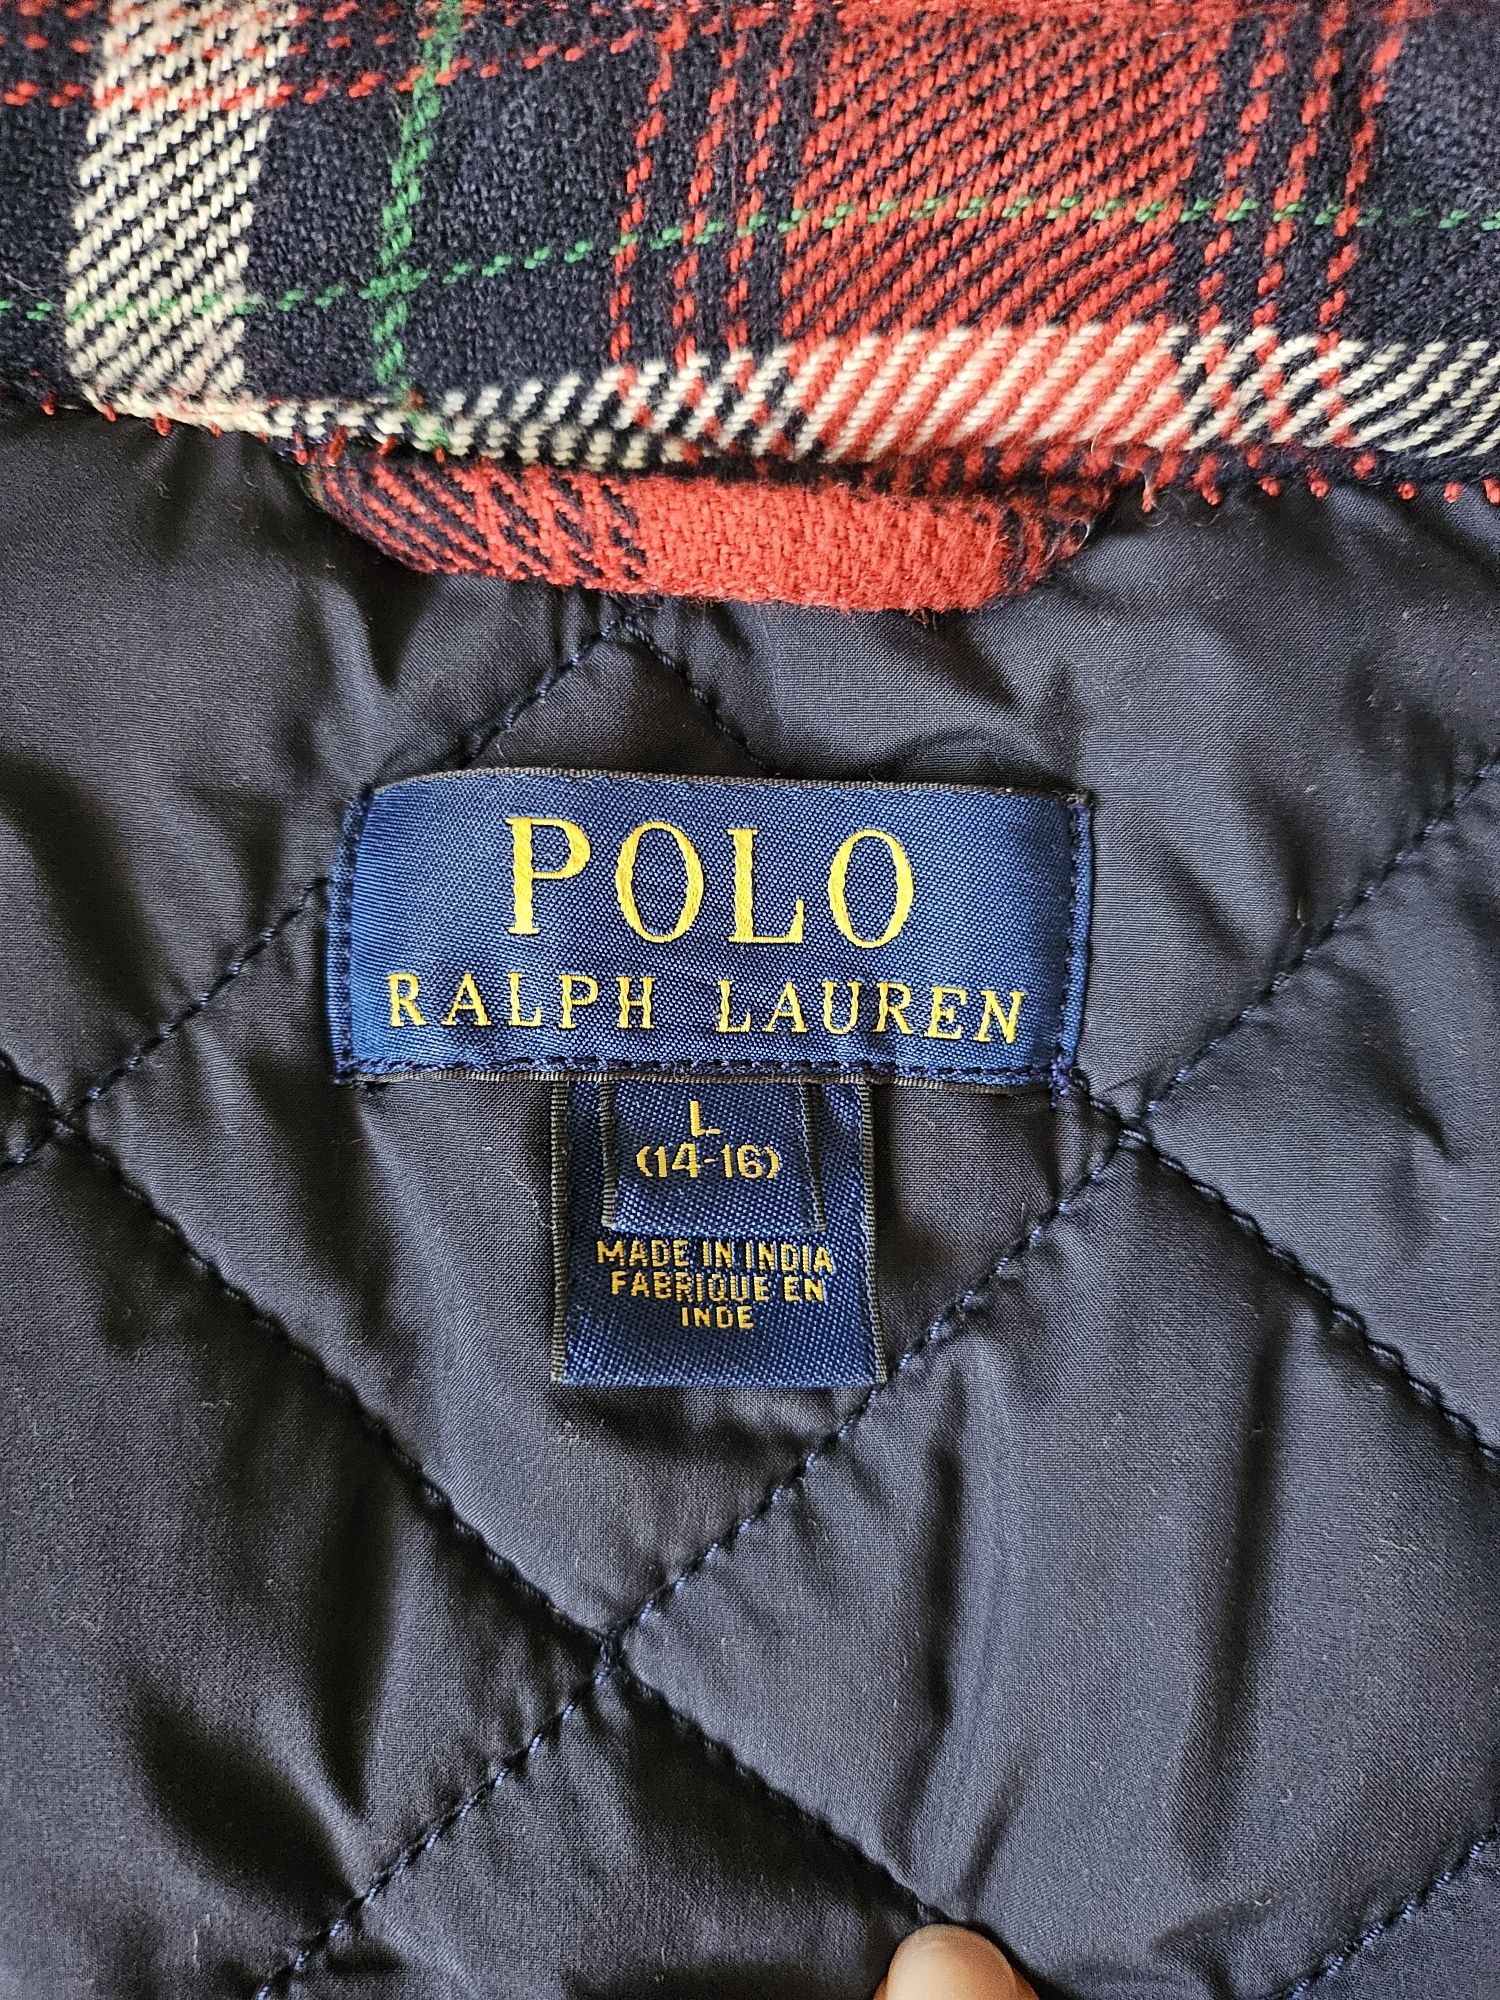 POLO
RALPH LAUREN
L
(14-16)
MADE IN INDIA
FABRIQUE EN
INDE